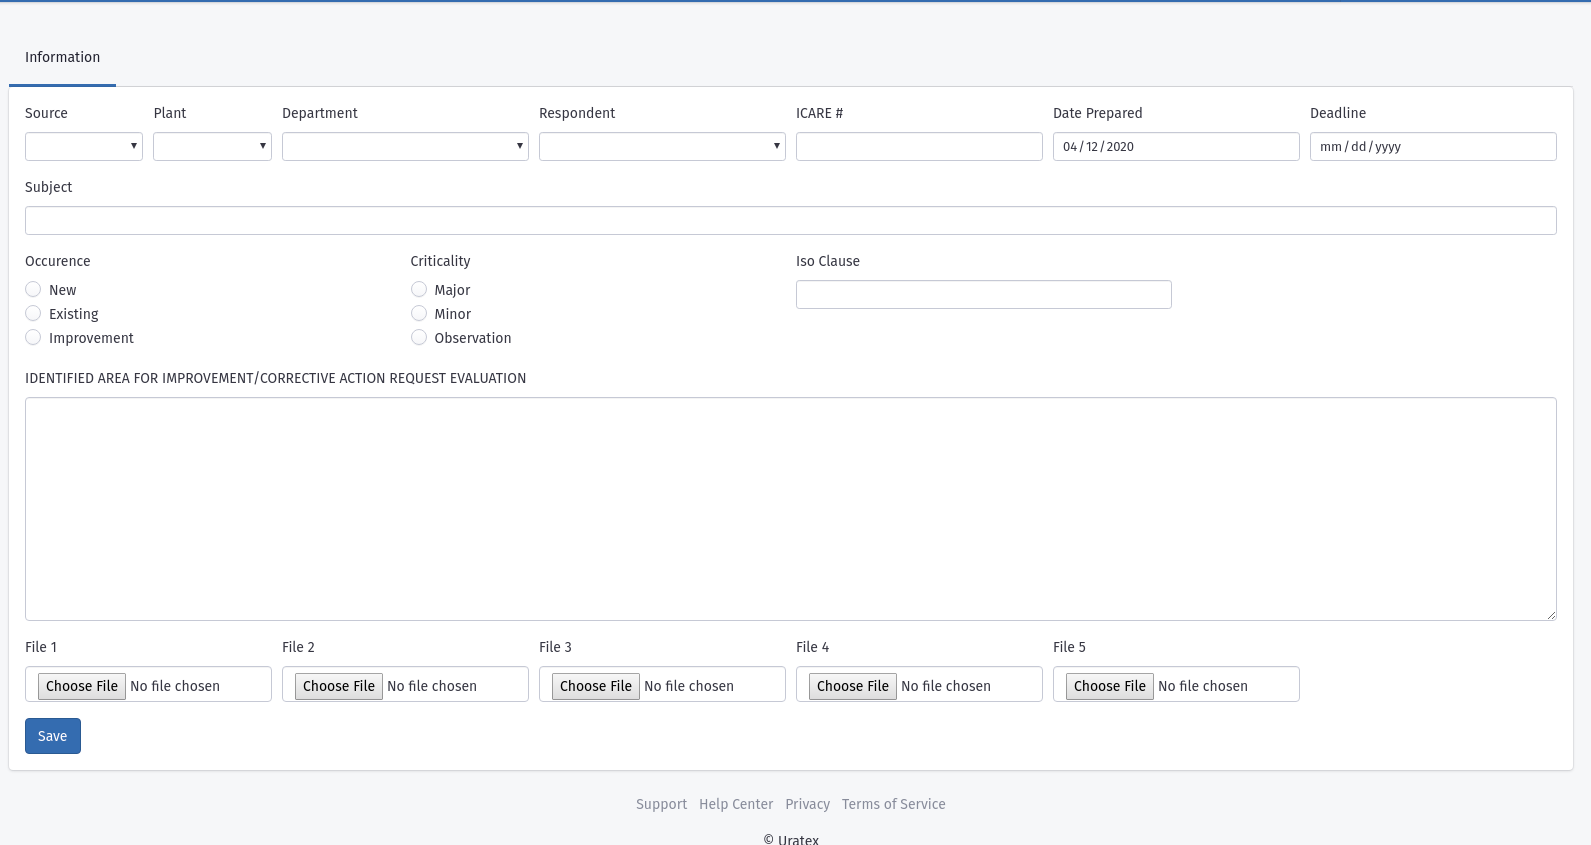 Information
Source Plant Department Respondent ICARE # Date Prepared Deadline
04/12/2020 mm/dd/yyyy
Subject
Occurence Criticality Iso Clause
New Major
Existing Minor
Improvement Observation
IDENTIFIED AREA FOR IMPROVEMENT/CORRECTIVE ACTION REQUEST EVALUATION
File 1 File 2 File 3 File 4 File 5
Choose File No file chosen Choose File No file chosen Choose File No file chosen Choose File No file chosen Choose File No file chosen
Save
Support Help Center Privacy Terms of Service
© Uratex